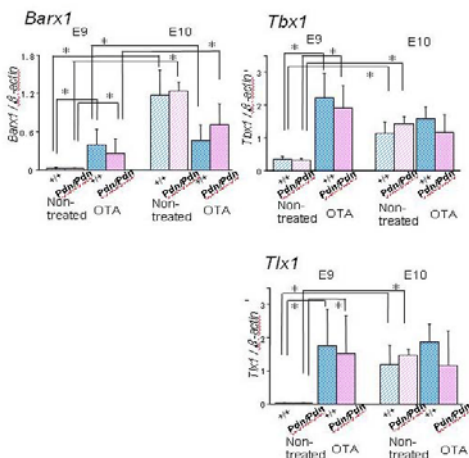 Barx1
E9
E10
*
*
*
*
*
*
1.8
0.6
0
Barx1 / β-actin
+/+
Pdn/Pdn
+/+
Pdn/Pdn
+/+
Pdn/Pdn
+/+
Pdn/Pdn
Non-
treated
OTA
Non-
treated
OTA
Tbx1
E9
E10
*
*
*
*
3
2
1
0
Tbx1 / β-actin '
+/+
Pdn/Pdn
+/+
Pdn/Pdn
+/+
Pdn/Pdn
+/+
Pdn/Pdn
Non-
treated
OTA
Non-
treated
OTA
Tlx1
E9
E10
*
*
*
*
3
2
1
0
Tlx1 / β-actin '
+/+
Pdn/Pdn
+/+
Pdn/Pdn
+/+
Pdn/Pdn
+/+
Pdn/Pdn
Non-
treated
OTA
Non-
treated
OTA